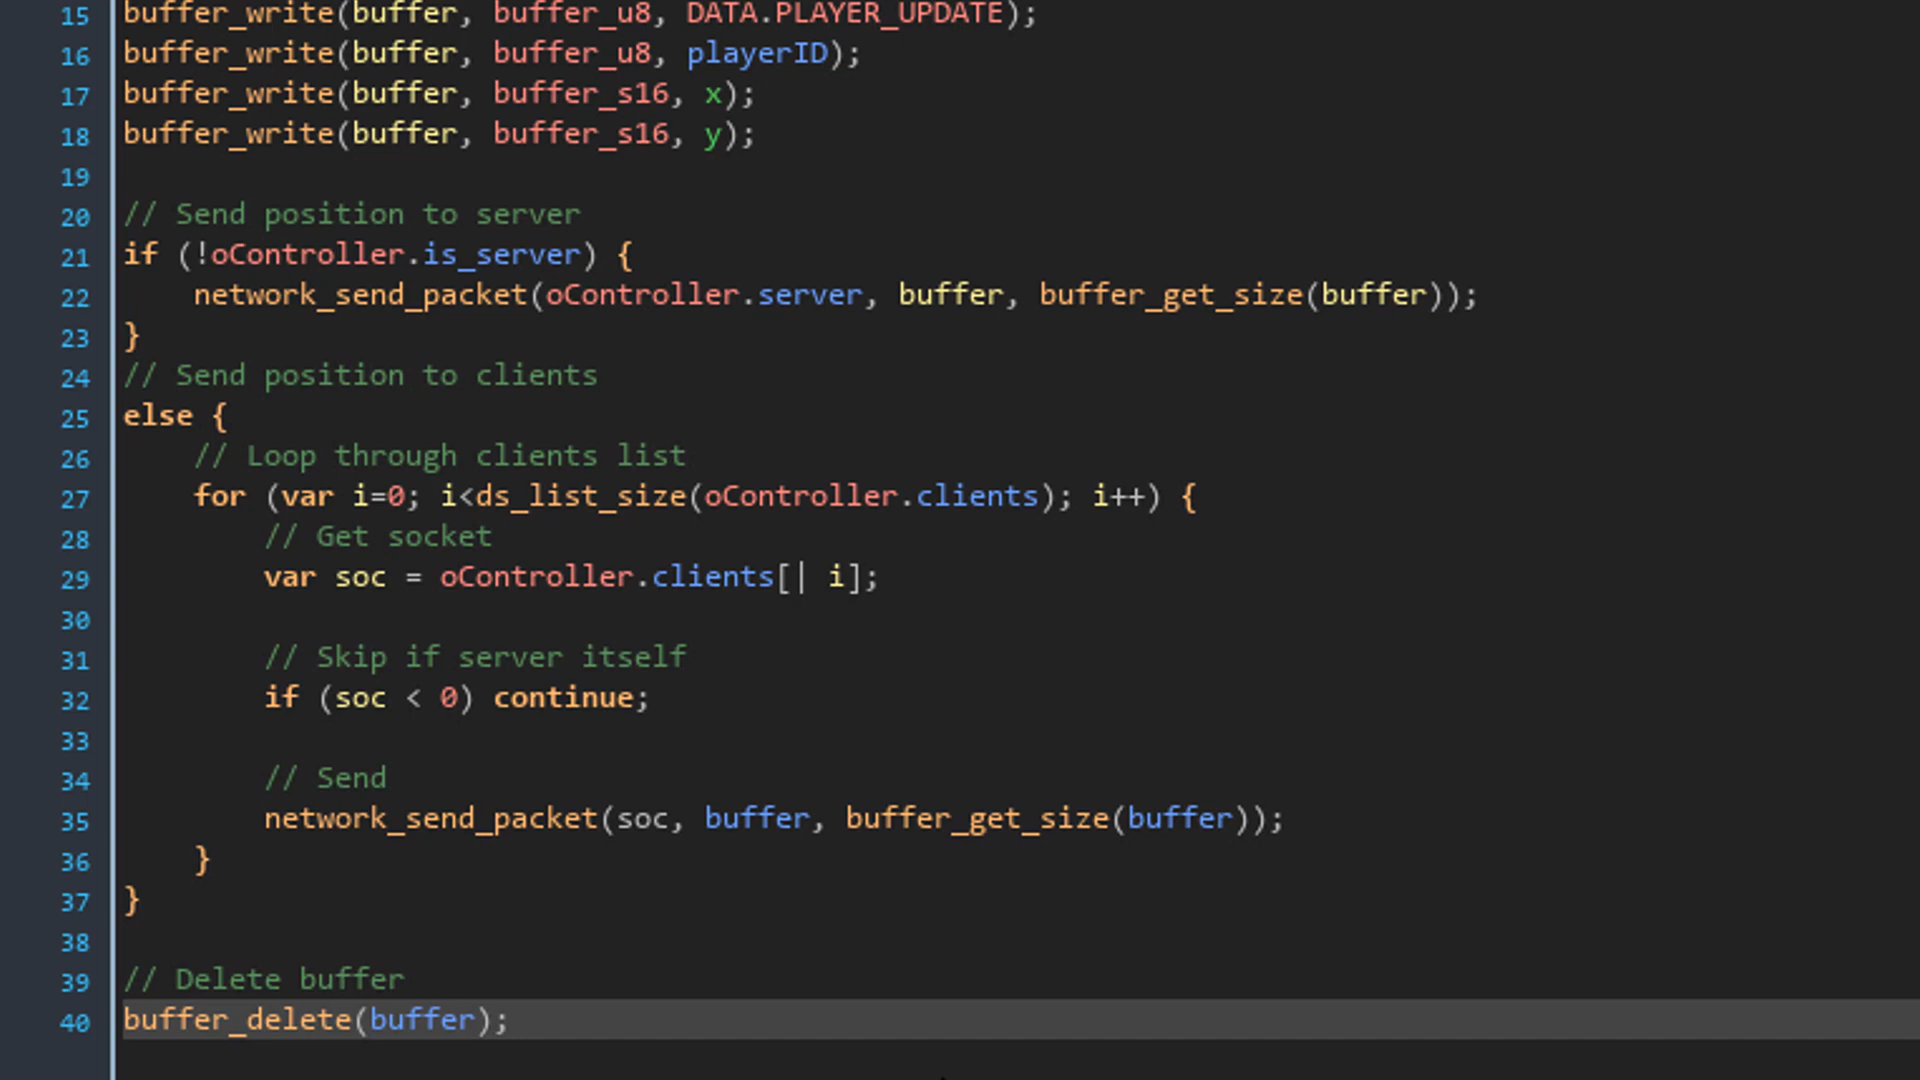 15 buffer_write(buffer, buffer_u8, DATA.PLAYER_UPDATE);
16 buffer_write(buffer, buffer_u8, playerID);
17 buffer_write(buffer, buffer_s16, x);
18 buffer_write(buffer, buffer_s16, y);
19
20 // Send position to server
21 if (!oController.is_server) {
22     network_send_packet(oController.server, buffer, buffer_get_size(buffer));
23 }
24 // Send position to clients
25 else {
26     // Loop through clients list
27     for (var i=0; i<ds_list_size(oController.clients); i++) {
28         // Get socket
29         var soc = oController.clients[| i];
30
31         // Skip if server itself
32         if (soc < 0) continue;
33
34         // Send
35         network_send_packet(soc, buffer, buffer_get_size(buffer));
36     }
37 }
38
39 // Delete buffer
40 buffer_delete(buffer);